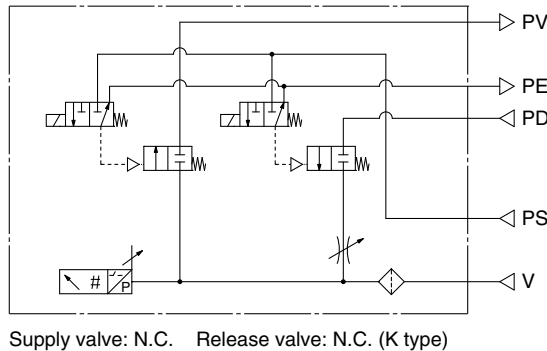 PV
PE
PD
PS
# P V
Supply valve: N.C. Release valve: N.C. (K type)